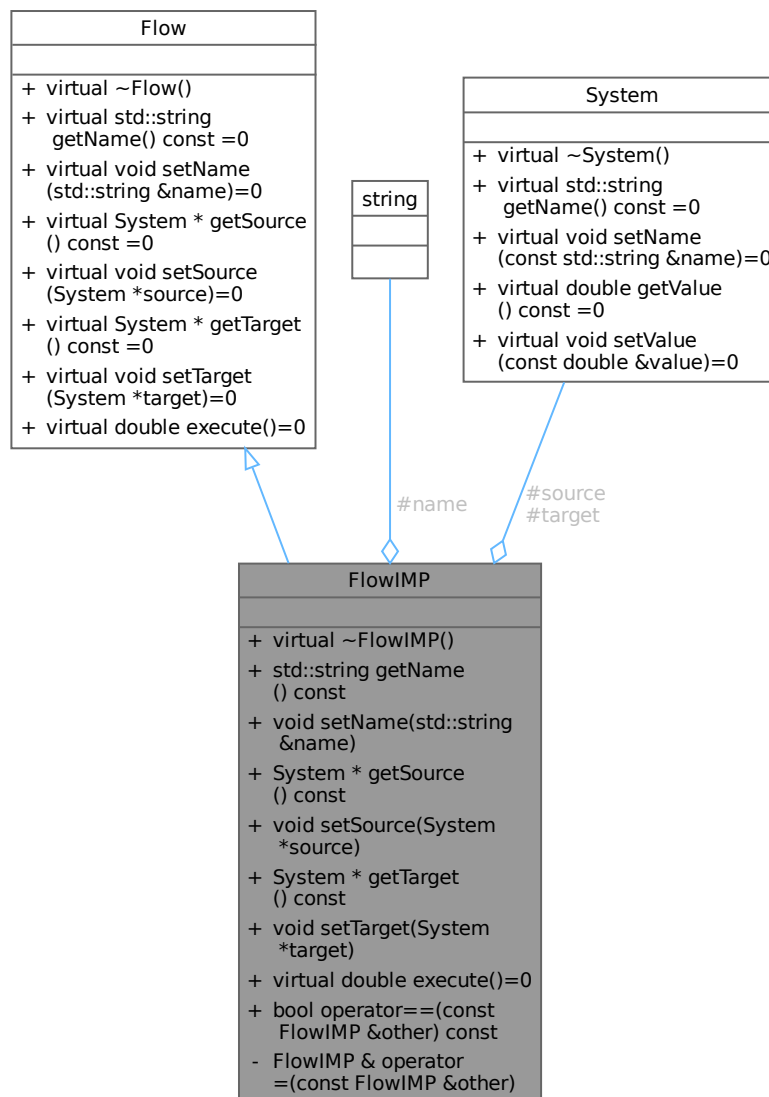 Flow
+ virtual ~Flow()
+ virtual std::string
getName() const =0
+ virtual void setName
(std::string &name)=0
+ virtual System * getSource
() const =0
+ virtual void setSource
(System *source)=0
+ virtual System * getTarget
() const =0
+ virtual void setTarget
(System *target)=0
+ virtual double execute()=0
string
System
+ virtual ~System()
+ virtual std::string
getName() const =0
+ virtual void setName
(const std::string &name)=0
+ virtual double getValue
() const =0
+ virtual void setValue
(const double &value)=0
#name
#source
#target
FlowIMP
+ virtual ~FlowIMP()
+ std::string getName
() const
+ void setName(std::string
&name)
+ System * getSource
() const
+ void setSource(System
*source)
+ System * getTarget
() const
+ void setTarget(System
*target)
+ virtual double execute()=0
+ bool operator==(const
FlowIMP &other) const
- FlowIMP & operator
=(const FlowIMP &other)